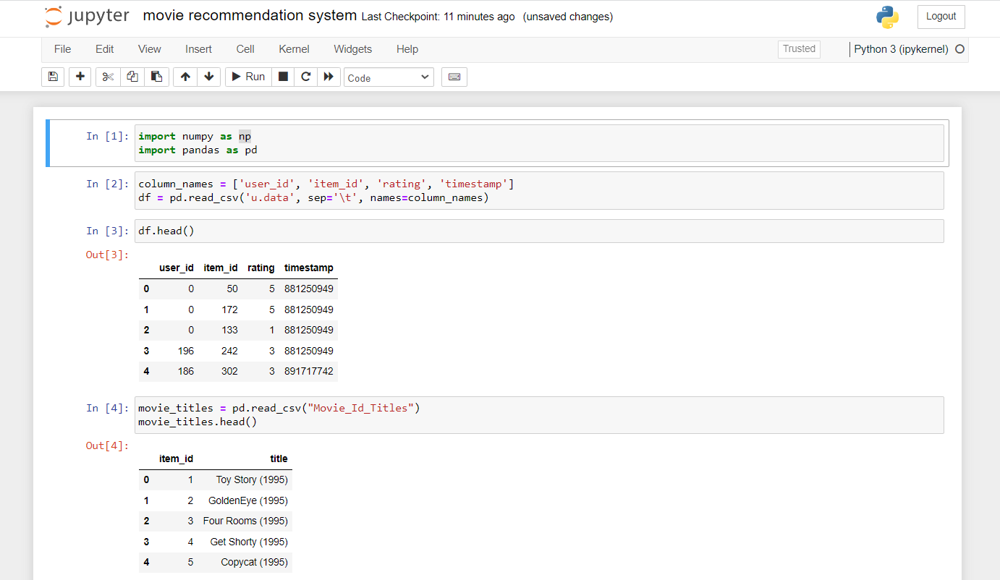 jupyter movie recommendation system Last Checkpoint: 11 minutes ago (unsaved changes) Logout
File Edit View Insert Cell Kernel Widgets Help Trusted Python 3 (ipykernel)
Run Code
In [1]: import numpy as np
import pandas as pd
In [2]: column_names = ['user_id', 'item_id', 'rating', 'timestamp']
df = pd.read_csv('u.data', sep='\t', names=column_names)
In [3]: df.head()
Out[3]:
user_id item_id rating timestamp
0 0 50 5 881250949
1 0 172 5 881250949
2 0 133 1 881250949
3 196 242 3 881250949
4 186 302 3 891717742
In [4]: movie_titles = pd.read_csv("Movie_Id_Titles")
movie_titles.head()
Out[4]:
item_id title
0 1 Toy Story (1995)
1 2 GoldenEye (1995)
2 3 Four Rooms (1995)
3 4 Get Shorty (1995)
4 5 Copycat (1995)